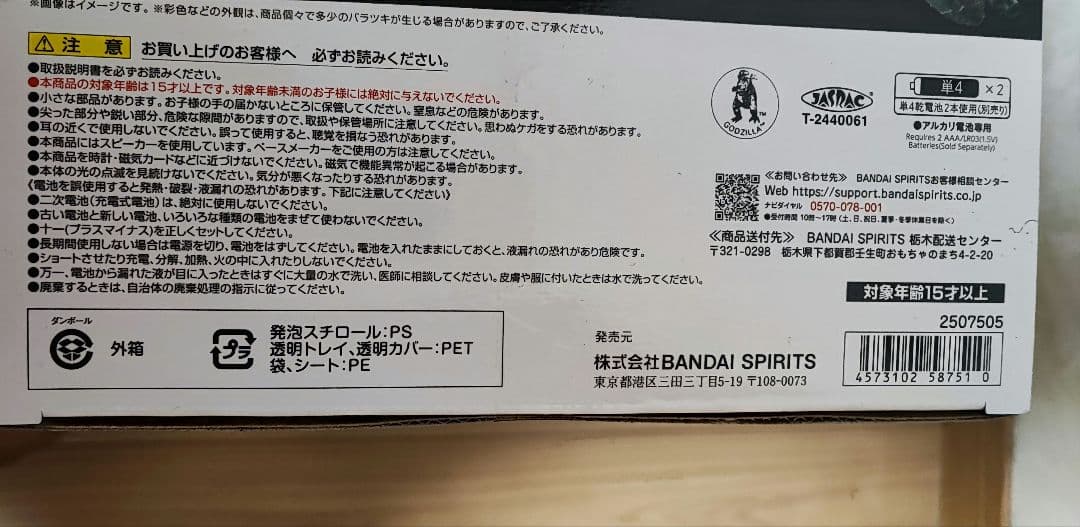 ※画像はイメージです。※彩色などの外観は、商品個々で多少のバラツキが生じる場合がありますので、ご了承ください。
注意 お買い上げのお客様へ 必ずお読みください。
●取扱説明書を必ずお読みください。
●本商品の対象年齢は15才以上です。対象年齢未満のお子様には絶対に与えないでください。
●小さな部品があります。お子様の手の届かないところに保管してください。窒息などの危険があります。
●尖った部分や鋭い部分、危険な隙間がありますので、取扱や保管場所に注意してください。思わぬケガをする恐れがあります。
●耳の近くで使用しないでください。誤って使用すると、聴覚を損なう恐れがあります。
●本商品にはスピーカーを使用しています。ペースメーカーをご使用の方は注意してください。
●本商品を時計・磁気カードなどに近づけないでください。磁気で機能異常が起こる場合があります。
●本体の光の点滅を見続けないでください。気分が悪くなったりする恐れがあります。
《電池を誤使用すると発熱・破裂・液漏れの恐れがあります。下記に注意してください》
●二次電池(充電式電池)は、絶対に使用しないでください。
●古い電池と新しい電池、いろいろな種類の電池をまぜて使わないでください。
●+-(プラスマイナス)を正しくセットしてください。
●長期間使用しない場合は電源を切り、電池をはずしてください。電池を入れたままにしておくと、液漏れの恐れがあり危険です。
●ショートさせたり充電、分解、加熱、火の中に入れたりしないでください。
●万一、電池から漏れた液が目に入ったときはすぐに大量の水で洗い、医師に相談してください。皮膚や服に付いたときは水で洗ってください。
●廃棄するときは、自治体の廃棄処理の指示に従ってください。
GODZILLA
JASRAC
T-2440061
単4 ×2
単4乾電池2本使用(別売り)
●アルカリ電池専用
Requires 2 AAA/LR03(1.5V)
Batteries(Sold Separately)
≪お問い合わせ先≫ BANDAI SPIRITSお客様相談センター
Web https://support.bandaispirits.co.jp
ナビダイヤル 0570-078-001
●受付時間 10時〜17時(土、日、祝日、夏季・冬季休業日を除く)
≪商品送付先≫ BANDAI SPIRITS 栃木配送センター
〒321-0298 栃木県下都賀郡壬生町おもちゃのまち4-2-20
対象年齢15才以上
2507505
ダンボール
外箱
プラ
発泡スチロール:PS
透明トレイ、透明カバー:PET
袋、シート:PE
発売元
株式会社BANDAI SPIRITS
東京都港区三田三丁目5-19 〒108-0073
4573102 58751 0